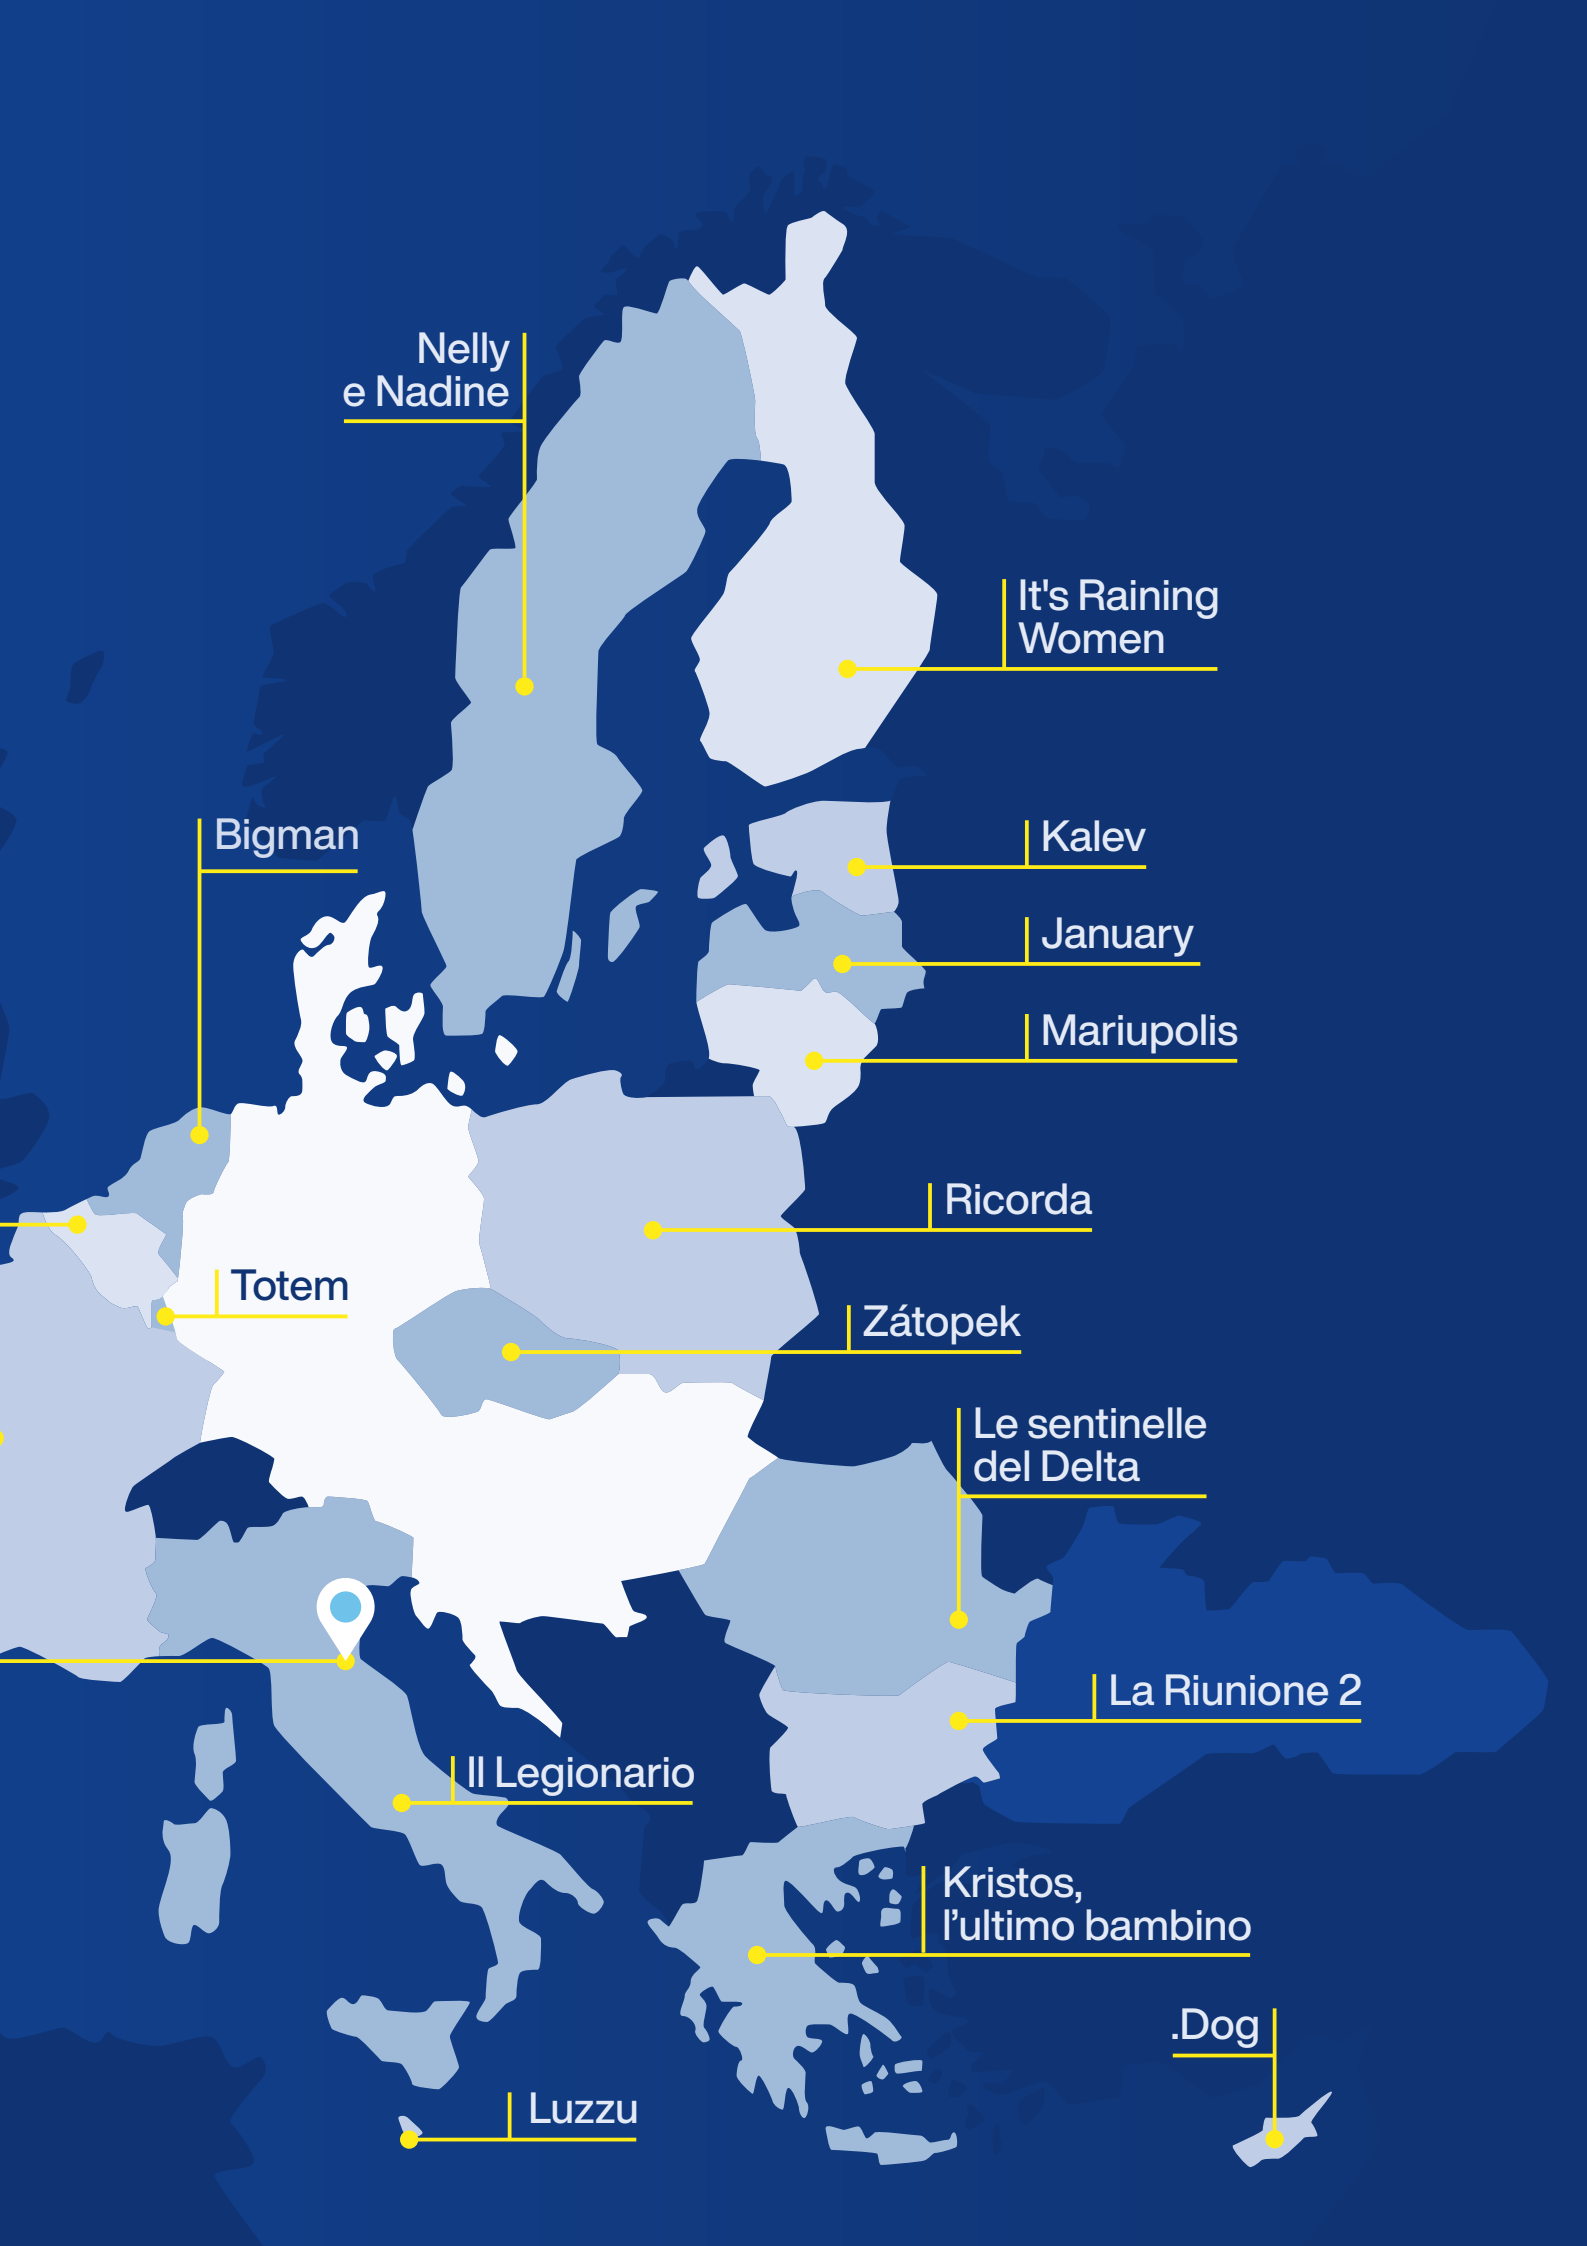 Nelly
e Nadine
It's Raining
Women
Bigman
Kalev
January
Mariupolis
Ricorda
Totem
Zátopek
Le sentinelle
del Delta
La Riunione 2
Il Legionario
Kristos,
l’ultimo bambino
.Dog
Luzzu